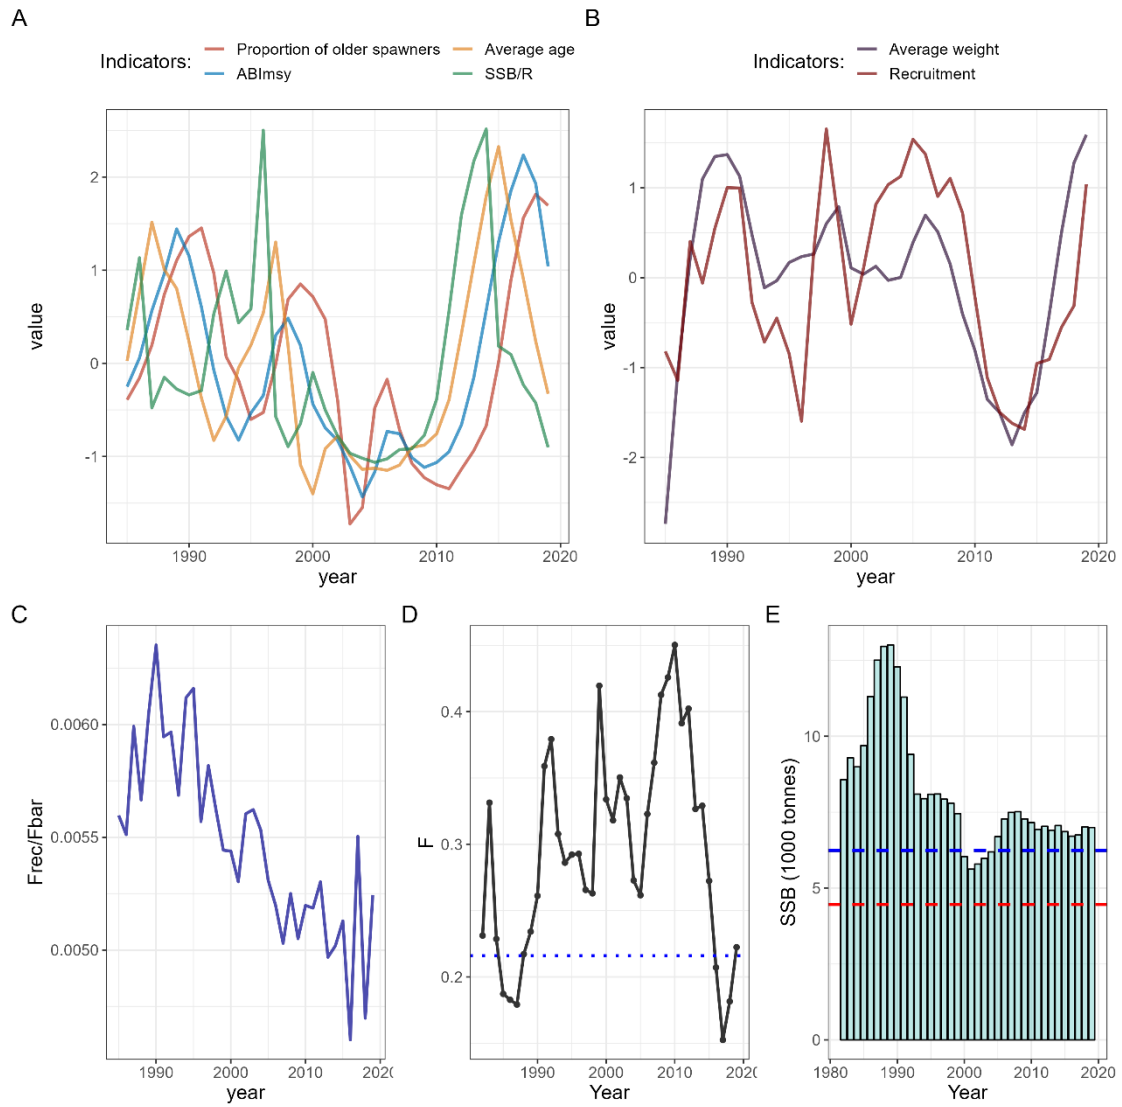 A
B
Indicators:
Proportion of older spawners
Average age
ABImsy
SSB/R
Indicators:
Average weight
Recruitment
value
2
1
0
-1
1990
2000
2010
2020
year
value
1
0
-1
-2
1990
2000
2010
2020
year
C
D
E
Frec/Fbar
0.0060
0.0055
0.0050
1990
2000
2010
2020
year
F
0.4
0.3
0.2
1990
2000
2010
2020
Year
SSB (1000 tonnes)
10
5
0
1980
1990
2000
2010
2020
Year